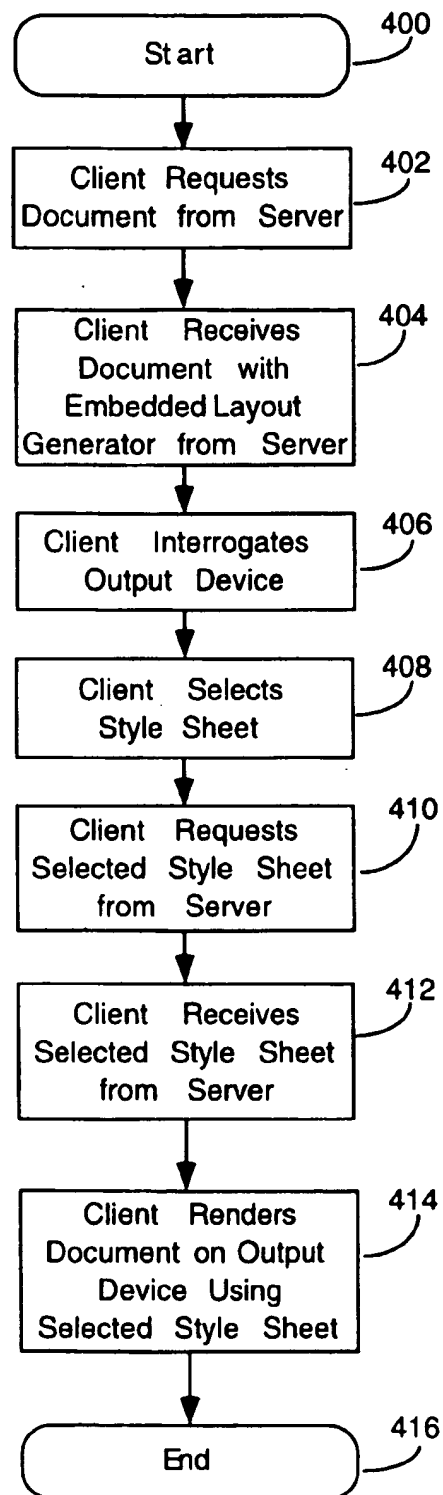 400
Start
402
Client Requests
Document from Server
404
Client Receives
Document with
Embedded Layout
Generator from Server
406
Client Interrogates
Output Device
408
Client Selects
Style Sheet
410
Client Requests
Selected Style Sheet
from Server
412
Client Receives
Selected Style Sheet
from Server
414
Client Renders
Document on Output
Device Using
Selected Style Sheet
416
End